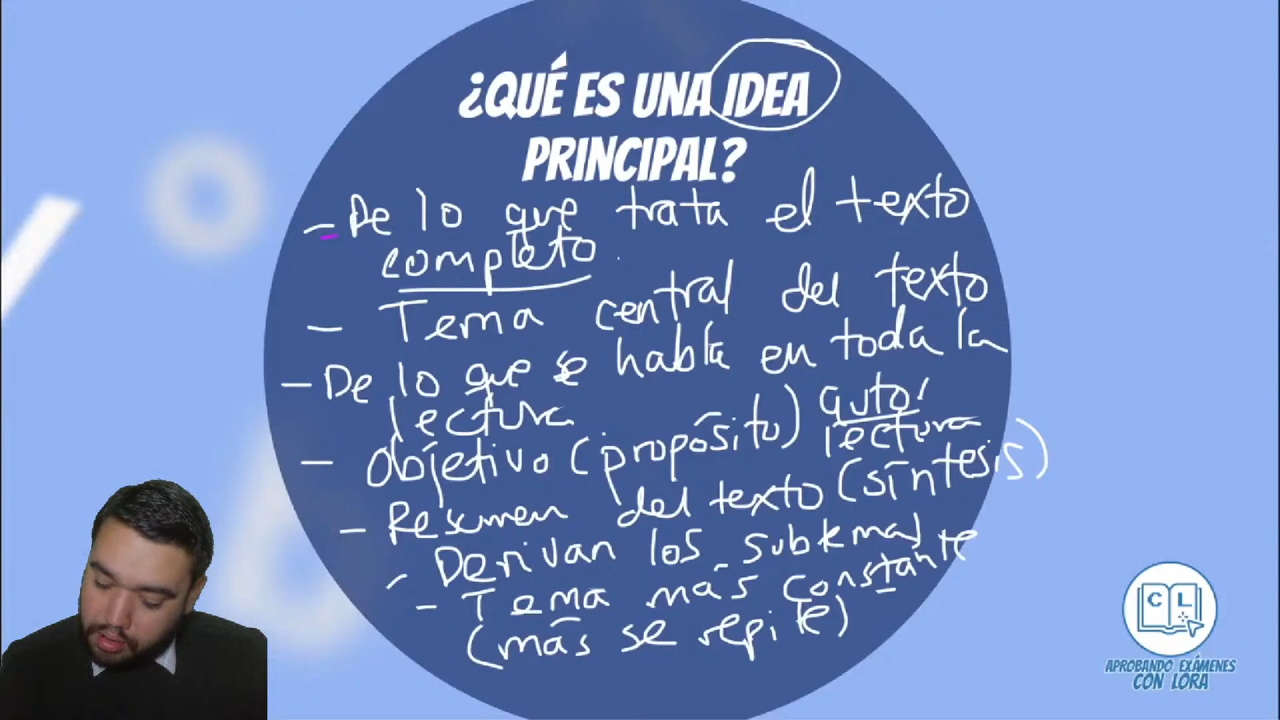 ¿QUÉ ES UNA IDEA
PRINCIPAL?
- De lo que trata el texto
completo
- Tema central del texto
- De lo que se habla en toda la
lectura
- Objetivo (propósito) autor
lectura
- Resumen del texto (síntesis)
- Derivan los subtemas
- Tema más constante
(más se repite)
C L
APROBANDO EXÁMENES
CON LORA